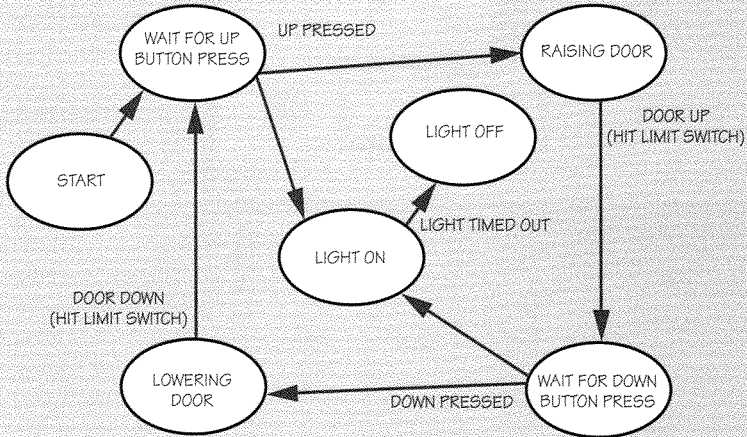 WAIT FOR UP
BUTTON PRESS
UP PRESSED
RAISING DOOR
LIGHT OFF
DOOR UP
(HIT LIMIT SWITCH)
START
LIGHT TIMED OUT
LIGHT ON
DOOR DOWN
(HIT LIMIT SWITCH)
LOWERING
DOOR
DOWN PRESSED
WAIT FOR DOWN
BUTTON PRESS